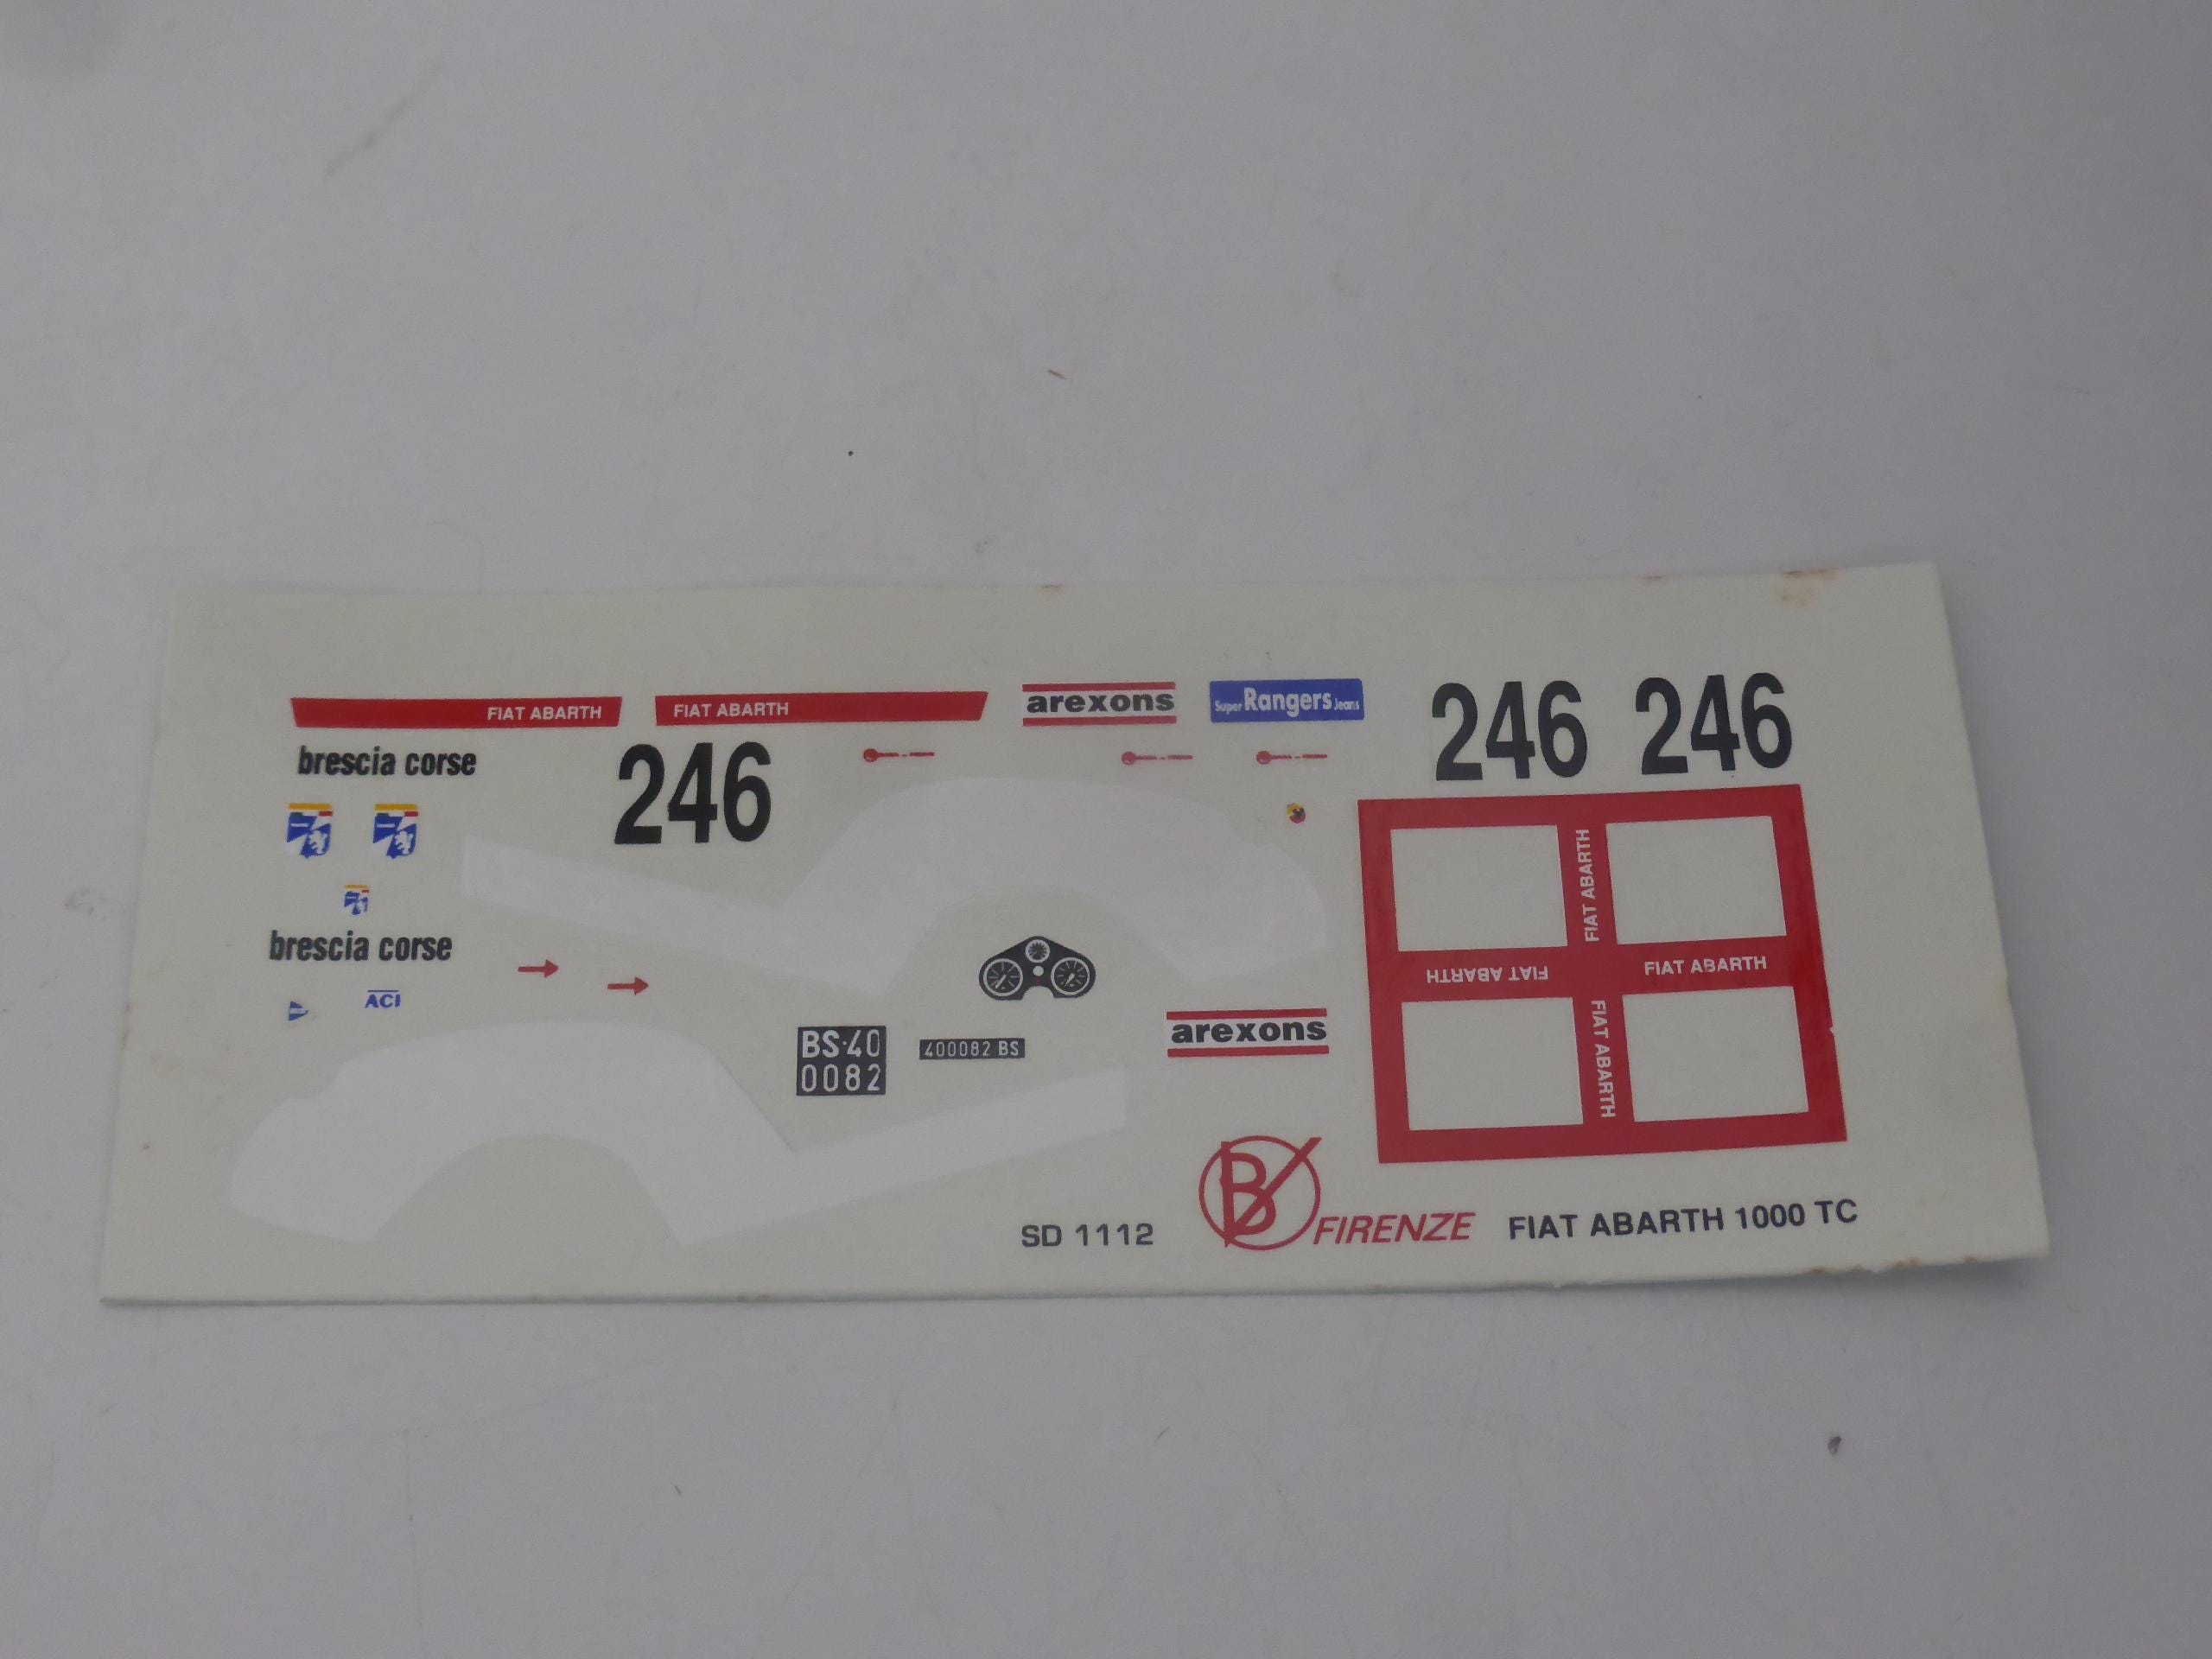 FIAT ABARTH
FIAT ABARTH
arexons
Super Rangers Jeans
246
246
brescia corse
246
FIAT ABARTH
brescia corse
FIAT ABARTH
FIAT ABARTH
ACI
FIAT ABARTH
arexons
BS·40
0082
400082 BS
SD 1112
B
FIRENZE
FIAT ABARTH 1000 TC